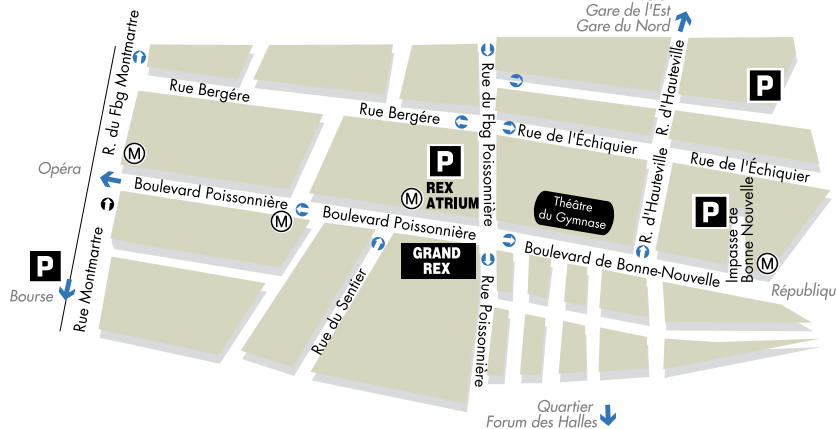 Gare de l'Est
Gare du Nord
R. du Fbg Montmartre
Rue Bergére
Rue Bergére
Rue du Fbg Poissonnière
R. d'Hauteville
P
Rue de l'Échiquier
Rue de l'Échiquier
M
Opéra
Boulevard Poissonnière
P
REX
ATRIUM
M
M
Boulevard Poissonnière
Théâtre
du Gymnase
R. d'Hauteville
P
Impasse de
Bonne Nouvelle
M
GRAND
REX
Boulevard de Bonne-Nouvelle
P
Bourse
Rue Montmartre
Rue du Sentier
Rue Poissonnière
Républiqu
Quartier
Forum des Halles